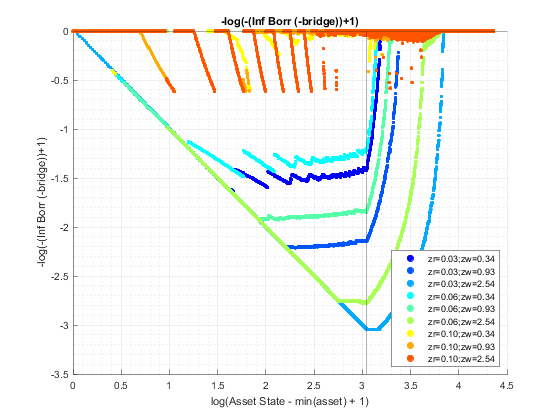 -log(-(Inf Borr (-bridge))+1)
0
-0.5
-1
-1.5
-2
-2.5
-3
-3.5
-log(-(Inf Borr (-bridge))+1)
zr=0.03;zw=0.34
zr=0.03;zw=0.93
zr=0.03;zw=2.54
zr=0.06;zw=0.34
zr=0.06;zw=0.93
zr=0.06;zw=2.54
zr=0.10;zw=0.34
zr=0.10;zw=0.93
zr=0.10;zw=2.54
0 0.5 1 1.5 2 2.5 3 3.5 4 4.5
log(Asset State - min(asset) + 1)